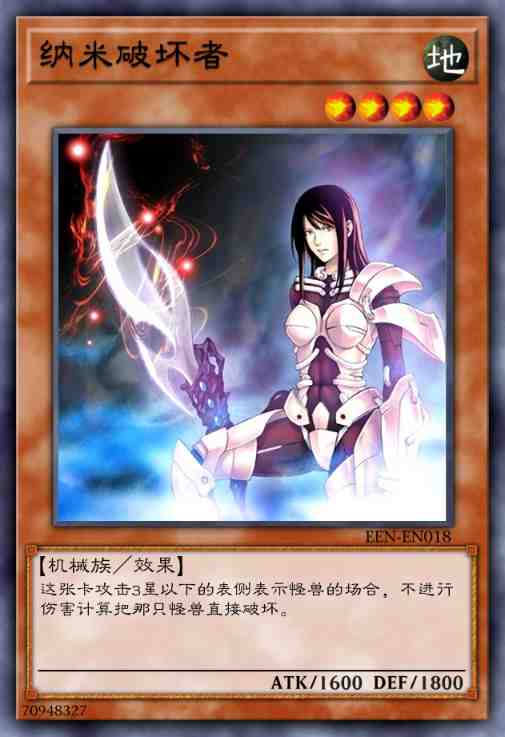 纳米破坏者
地
EEN-EN018
【机械族／效果】
这张卡攻击3星以下的表侧表示怪兽的场合，不进行
伤害计算把那只怪兽直接破坏。
ATK/1600 DEF/1800
70948327